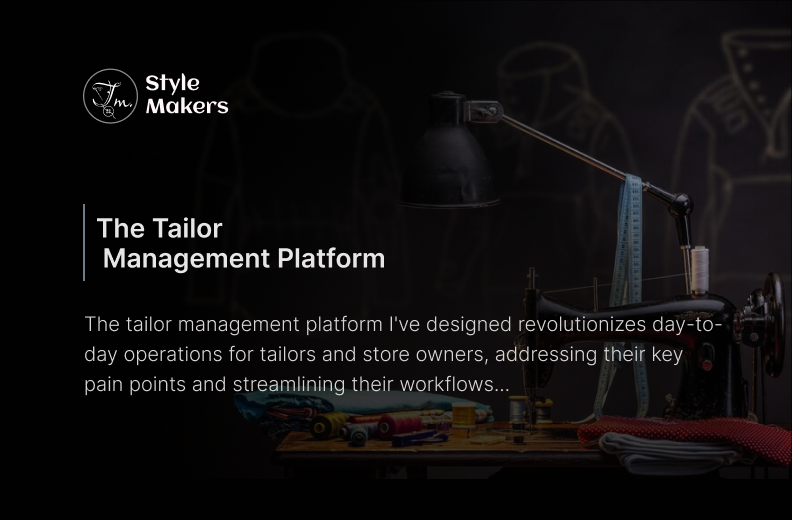 Style
Makers
The Tailor
Management Platform
The tailor management platform I've designed revolutionizes day-to-
day operations for tailors and store owners, addressing their key
pain points and streamlining their workflows...